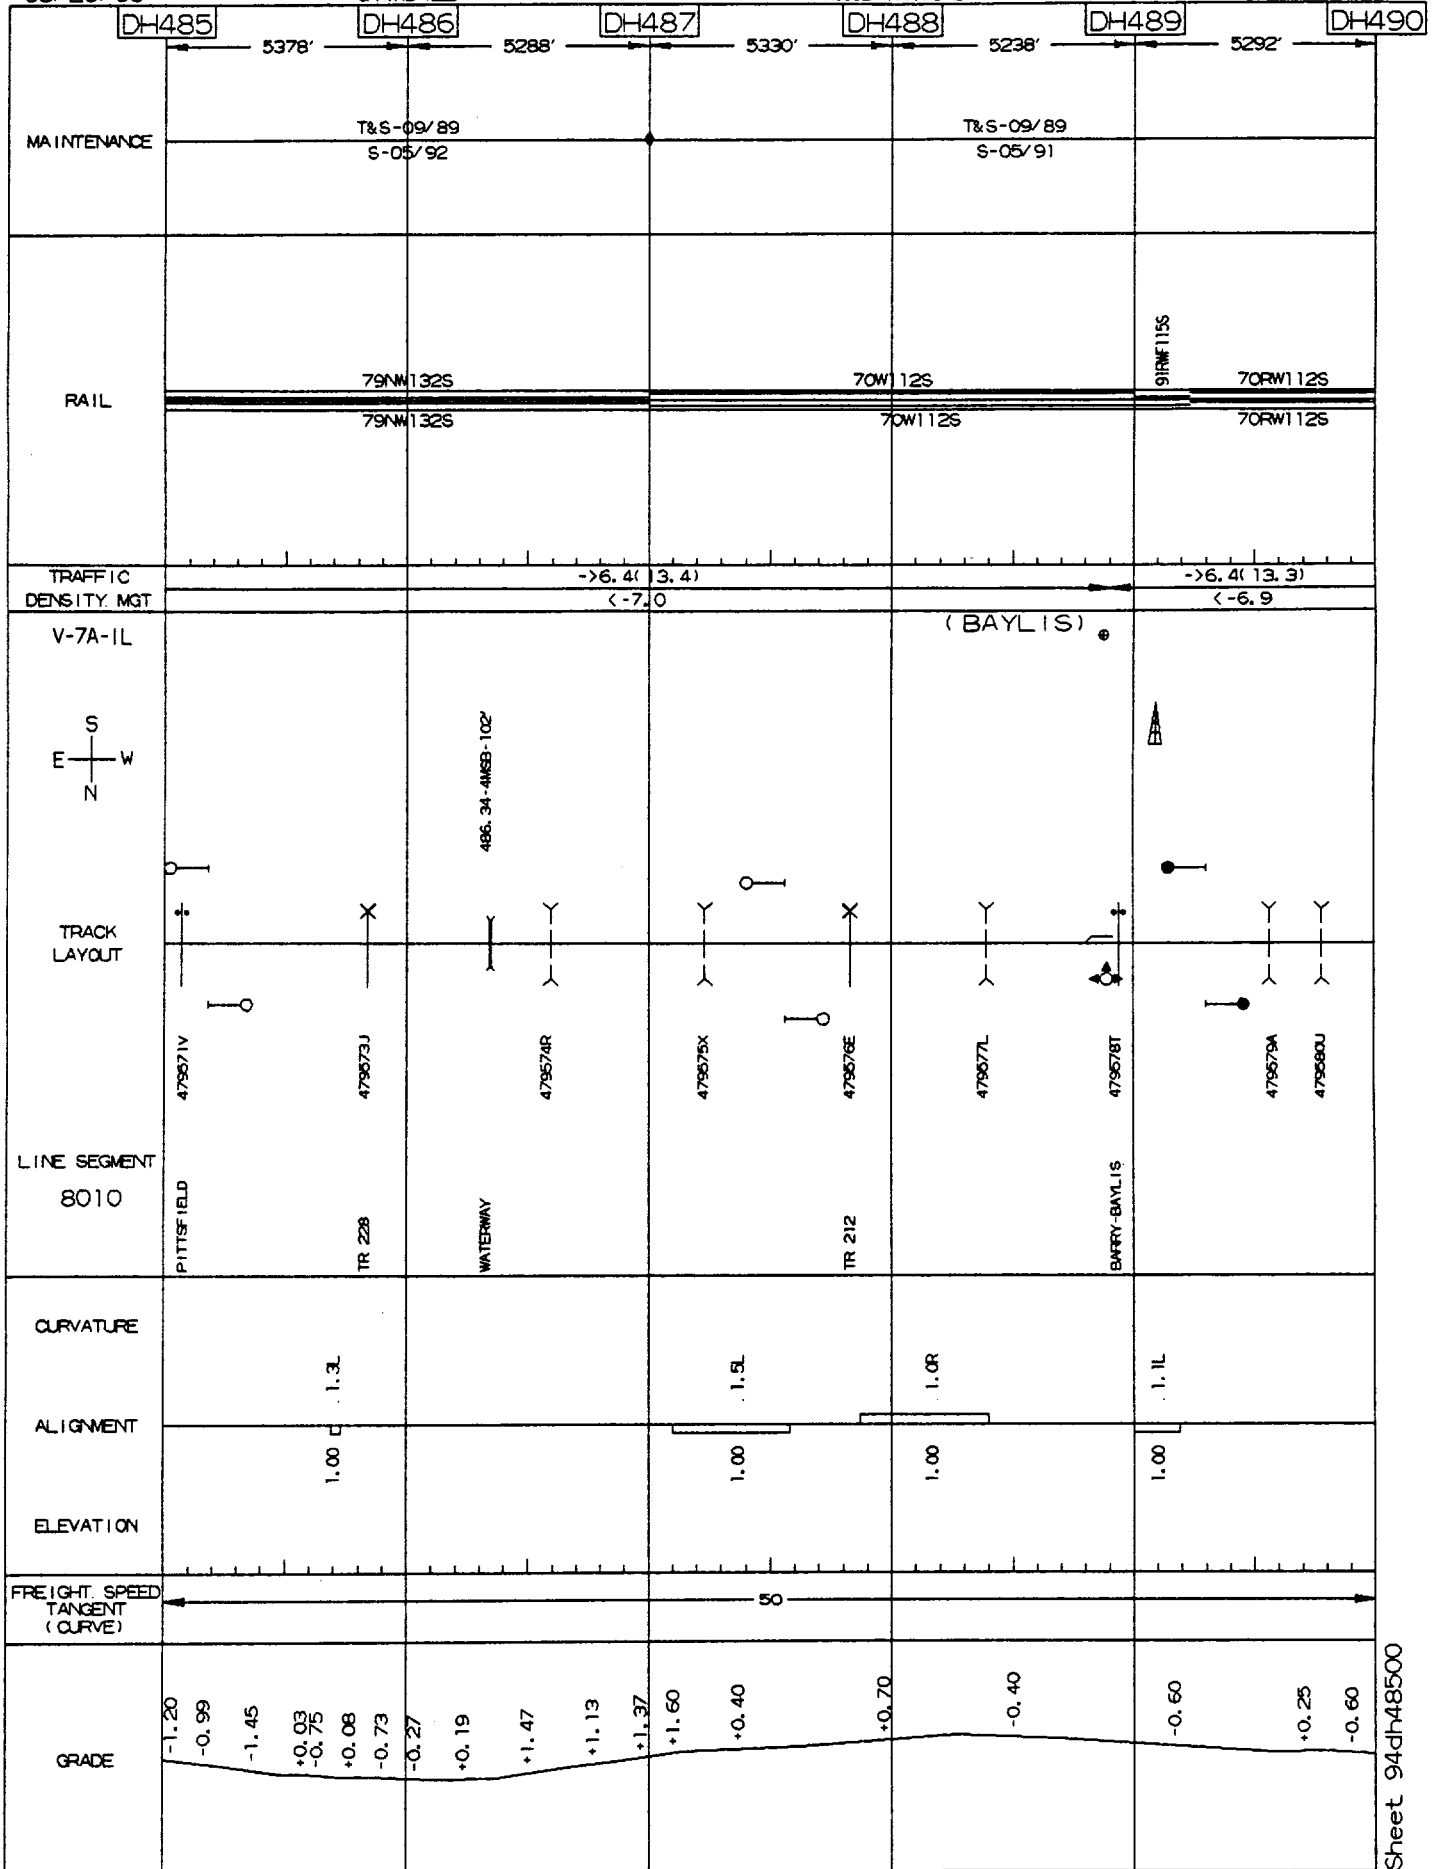 DH485 DH486 DH487 DH488 DH489 DH490
5378' 5288' 5330' 5238' 5292'
MAINTENANCE
T&S-09/89 T&S-09/89
S-05/92 S-05/91
RAIL
91RWF115S
79NW132S 70W112S 70RW112S
79NW132S 70W112S 70RW112S
TRAFFIC
DENSITY MGT
->6.4(13.4) ->6.4(13.3)
<-7.0 <-6.9
V-7A-IL
(BAYLIS)
S
E W
N
486.34-4MSB-102'
TRACK
LAYOUT
479571V 479573J 479574R 479575X 479576E 479577L 479578T 479579A 479580U
LINE SEGMENT
8010
PITTSFIELD TR 228 WATERWAY TR 212 BARRY-BAYLIS
CURVATURE
1.3L 1.5L 1.0R 1.1L
ALIGNMENT
1.00 1.00 1.00 1.00
ELEVATION
FREIGHT SPEED
TANGENT
(CURVE)
50
GRADE
-1.20 -0.99 -1.45 +0.03 -0.75 +0.08 -0.73 -0.27 +0.19 +1.47 +1.13 +1.37 +1.60 +0.40 +0.70 -0.40 -0.60 +0.25 -0.60
Sheet 94dh48500